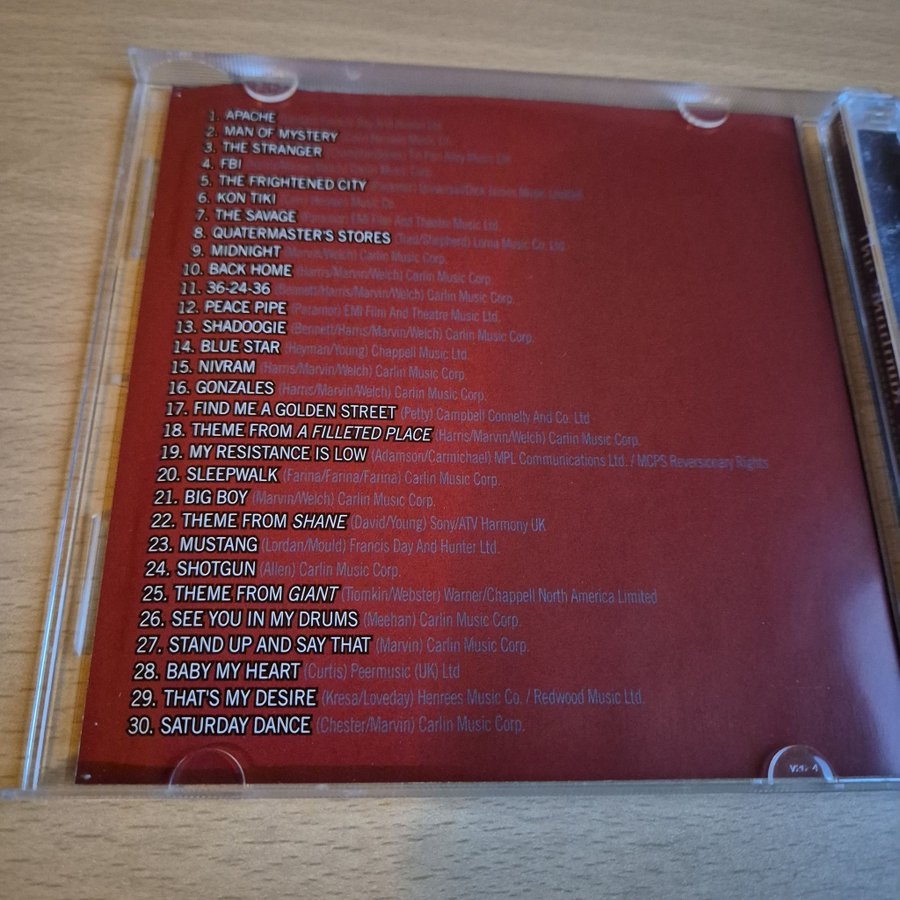 1. APACHE
2. MAN OF MYSTERY
3. THE STRANGER
4. FBI
5. THE FRIGHTENED CITY
6. KON TIKI
7. THE SAVAGE (Paramor) EMI Film And Theatre Music Ltd.
8. QUATERMASTER'S STORES (Trad/Shepherd) Lorna Music Co. Ltd.
9. MIDNIGHT (Marvin/Welch) Carlin Music Corp.
10. BACK HOME (Harris/Marvin/Welch) Carlin Music Corp.
11. 36-24-36 (Bennett/Harris/Marvin/Welch) Carlin Music Corp.
12. PEACE PIPE (Paramor) EMI Film And Theatre Music Ltd.
13. SHADOOGIE (Bennett/Harris/Marvin/Welch) Carlin Music Corp.
14. BLUE STAR (Heyman/Young) Chappell Music Ltd.
15. NIVRAM (Harris/Marvin/Welch) Carlin Music Corp.
16. GONZALES (Harris/Marvin/Welch) Carlin Music Corp.
17. FIND ME A GOLDEN STREET (Petty) Campbell Connelly And Co. Ltd
18. THEME FROM A FILLETED PLACE (Harris/Marvin/Welch) Carlin Music Corp.
19. MY RESISTANCE IS LOW (Adamson/Carmichael) MPL Communications Ltd. / MCPS Reversionary Rights
20. SLEEPWALK (Farina/Farina/Farina) Carlin Music Corp.
21. BIG BOY (Marvin/Welch) Carlin Music Corp.
22. THEME FROM SHANE (David/Young) Sony/ATV Harmony UK
23. MUSTANG (Lordan/Mould) Francis Day And Hunter Ltd.
24. SHOTGUN (Allen) Carlin Music Corp.
25. THEME FROM GIANT (Tiomkin/Webster) Warner/Chappell North America Limited
26. SEE YOU IN MY DRUMS (Meehan) Carlin Music Corp.
27. STAND UP AND SAY THAT (Marvin) Carlin Music Corp.
28. BABY MY HEART (Curtis) Peermusic (UK) Ltd
29. THAT'S MY DESIRE (Kresa/Loveday) Henrees Music Co. / Redwood Music Ltd.
30. SATURDAY DANCE (Chester/Marvin) Carlin Music Corp.